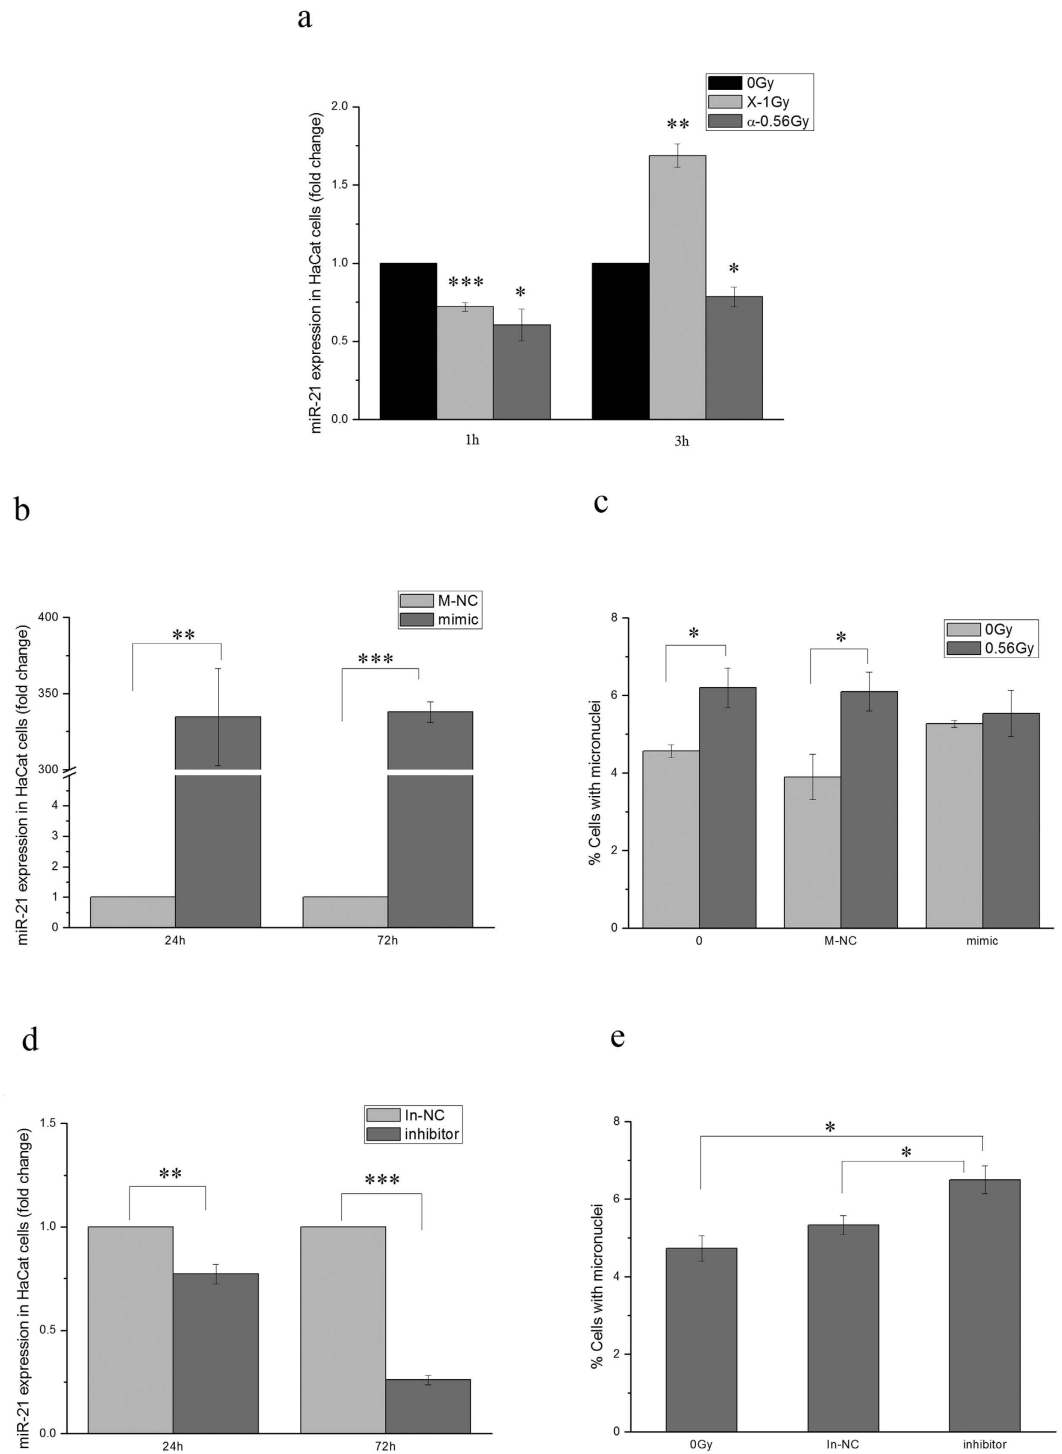 a
0Gy
X-1Gy
α-0.56Gy
miR-21 expression in HaCat cells (fold change)
2.0
1.5
1.0
0.5
0.0
***
*
**
*
1h
3h
b
M-NC
mimic
miR-21 expression in HaCat cells (fold change)
400
350
300
4
3
2
1
0
**
***
24h
72h
c
0Gy
0.56Gy
% Cells with micronuclei
8
6
4
2
0
*
*
0
M-NC
mimic
d
In-NC
inhibitor
miR-21 expression in HaCat cells (fold change)
1.5
1.0
0.5
0.0
**
***
24h
72h
e
% Cells with micronuclei
8
6
4
2
0
*
*
0Gy
In-NC
inhibitor